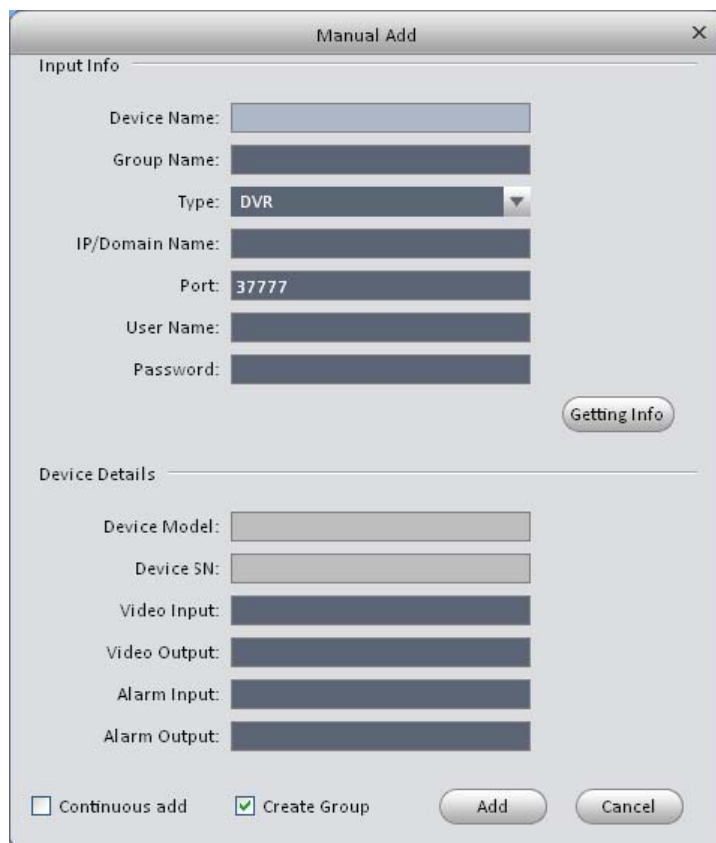 Manual Add
Input Info
Device Name:
Group Name:
Type: DVR
IP/Domain Name:
Port: 37777
User Name:
Password:
Getting Info
Device Details
Device Model:
Device SN:
Video Input:
Video Output:
Alarm Input:
Alarm Output:
Continuous add Create Group Add Cancel